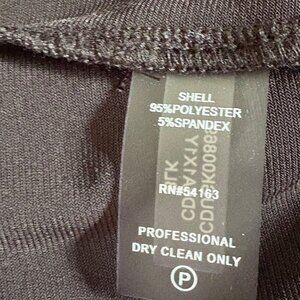 SHELL
95%POLYESTER
5%SPANDEX
RN#54163
PROFESSIONAL
DRY CLEAN ONLY
P